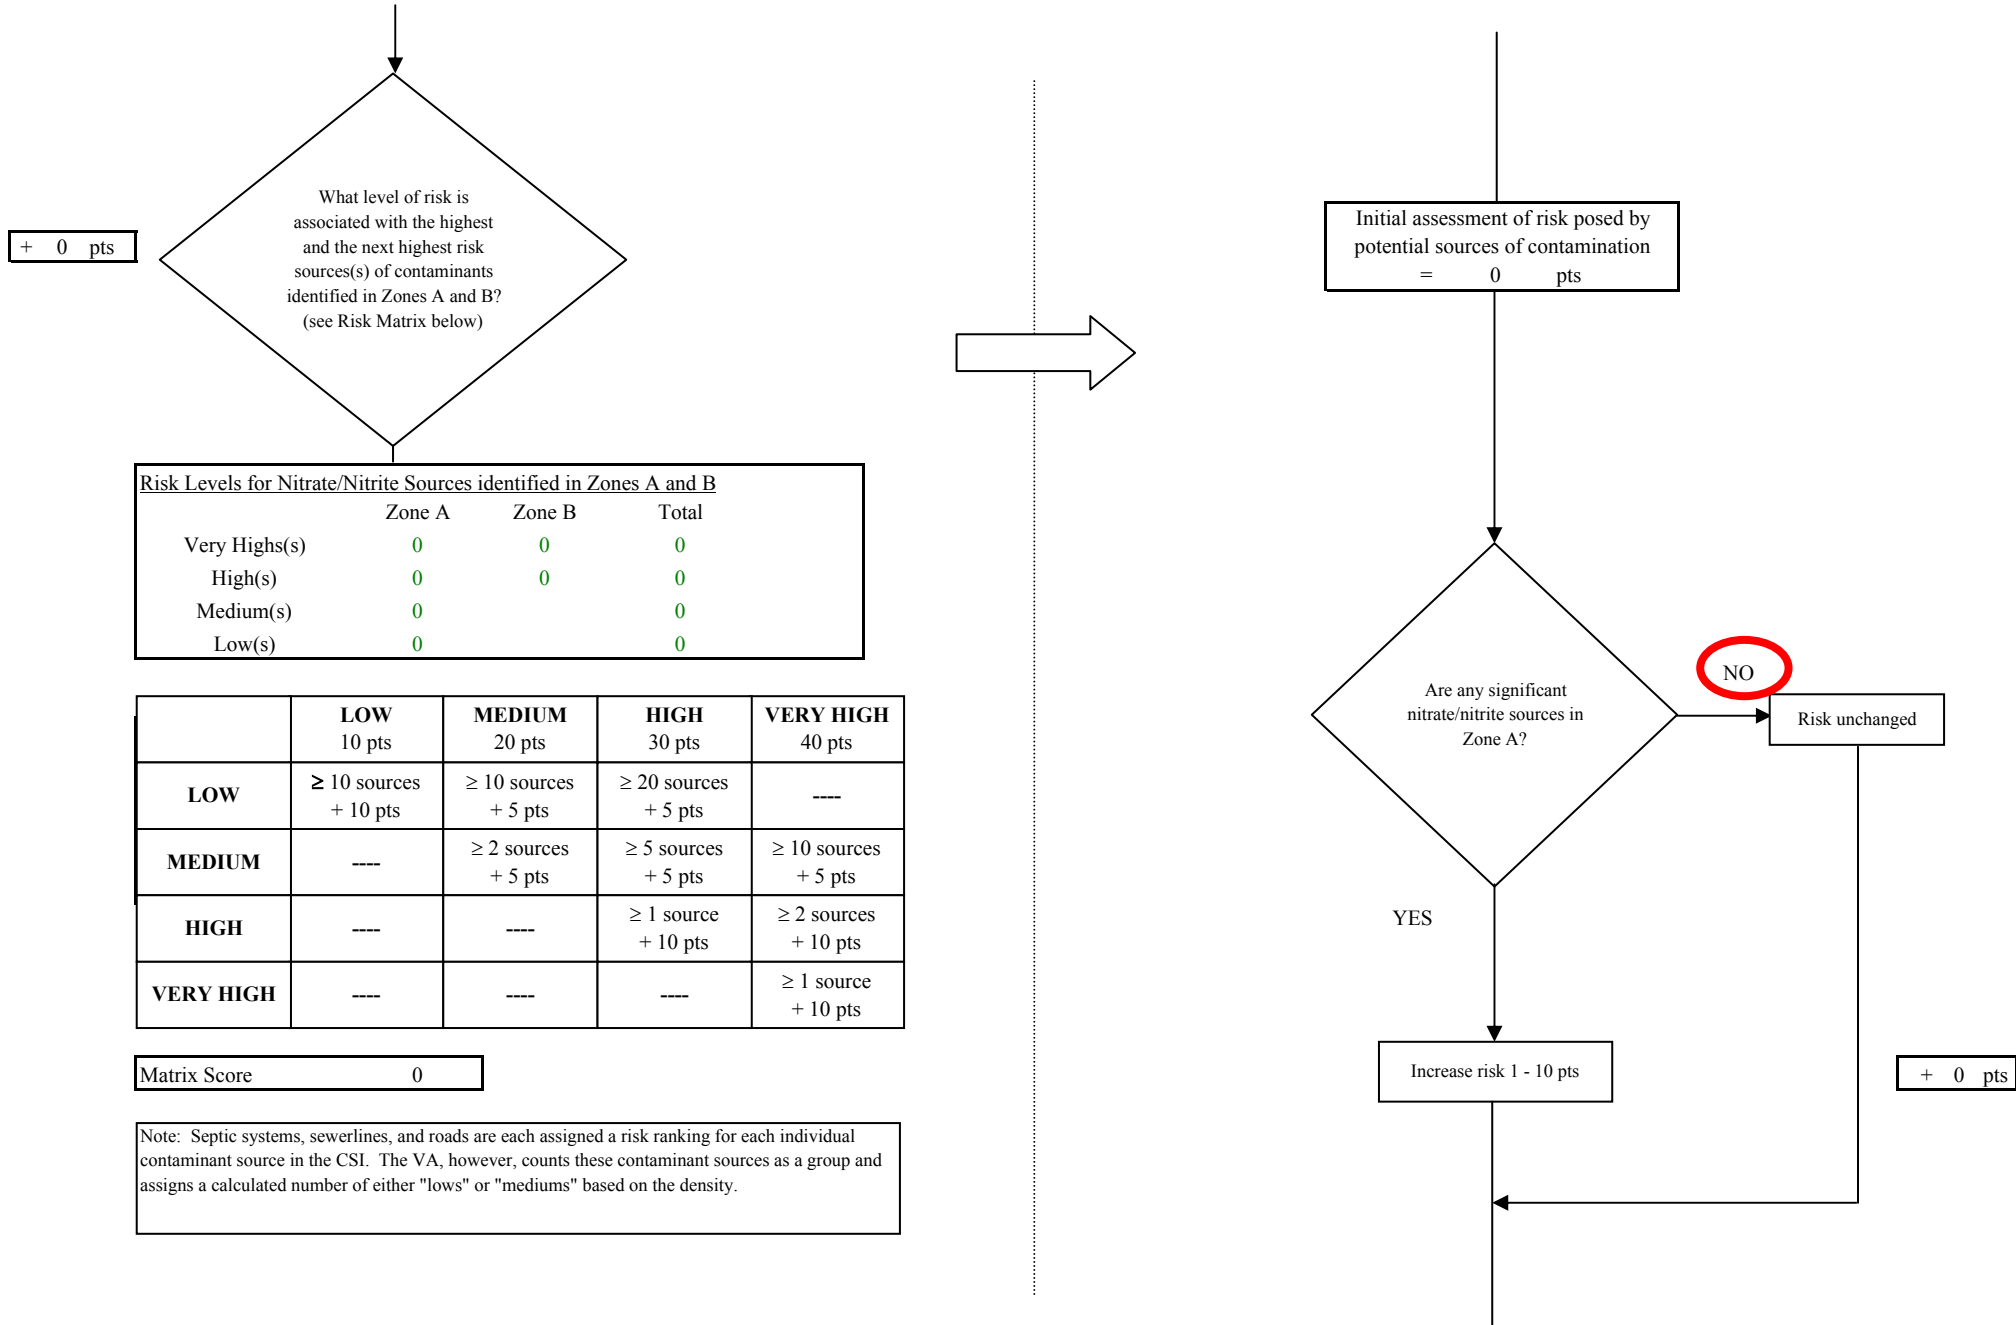 What level of risk is
associated with the highest
and the next highest risk
sources(s) of contaminants
identified in Zones A and B?
(see Risk Matrix below)
+ 0 pts
Risk Levels for Nitrate/Nitrite Sources identified in Zones A and B
Zone A Zone B Total
Very Highs(s) 0 0 0
High(s) 0 0 0
Medium(s) 0 0
Low(s) 0 0
LOW MEDIUM HIGH VERY HIGH
10 pts 20 pts 30 pts 40 pts
LOW ≥ 10 sources ≥ 10 sources ≥ 20 sources ----
+ 10 pts + 5 pts + 5 pts
MEDIUM ---- ≥ 2 sources ≥ 5 sources ≥ 10 sources
+ 5 pts + 5 pts + 5 pts
HIGH ---- ---- ≥ 1 source ≥ 2 sources
+ 10 pts + 10 pts
VERY HIGH ---- ---- ---- ≥ 1 source
+ 10 pts
Matrix Score 0
Note: Septic systems, sewerlines, and roads are each assigned a risk ranking for each individual
contaminant source in the CSI. The VA, however, counts these contaminant sources as a group and
assigns a calculated number of either "lows" or "mediums" based on the density.
Initial assessment of risk posed by
potential sources of contamination
= 0 pts
Are any significant
nitrate/nitrite sources in
Zone A?
NO
Risk unchanged
YES
Increase risk 1 - 10 pts
+ 0 pts